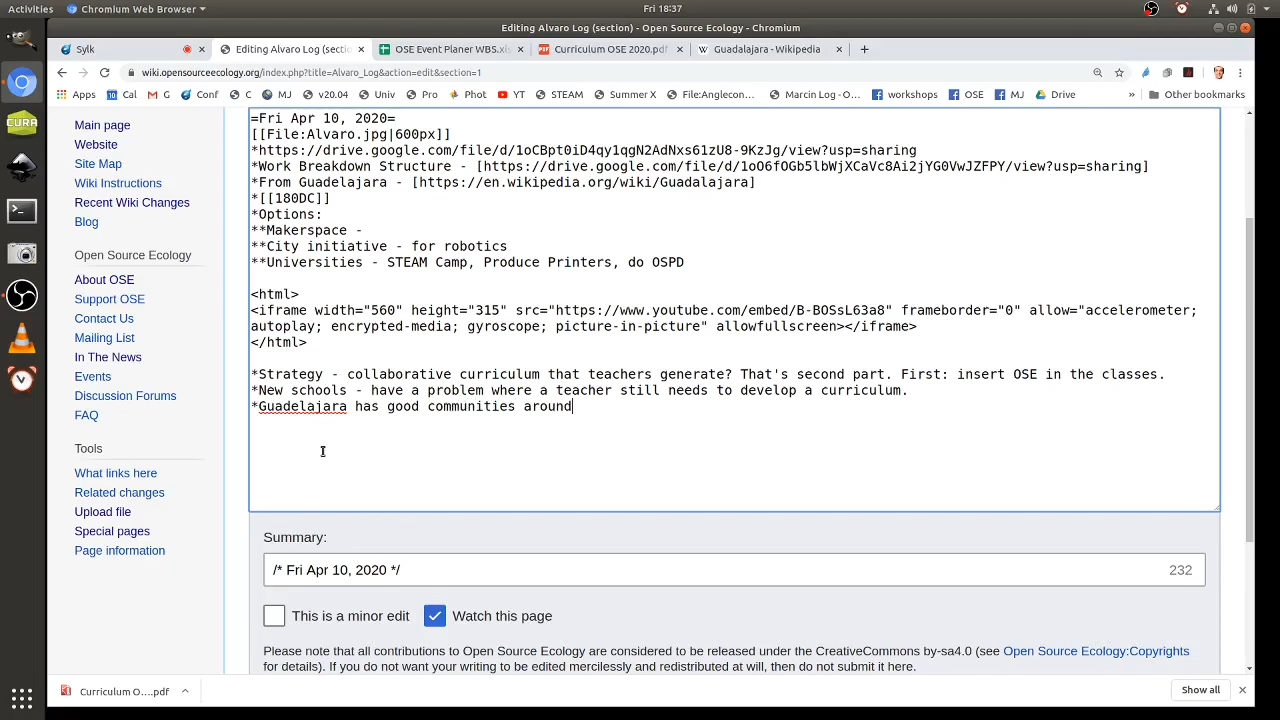 Activities
Chromium Web Browser
Fri 18:37
Editing Alvaro Log (section) - Open Source Ecology - Chromium
Sylk
Editing Alvaro Log (sectio
OSE Event Planer WBS.xls
Curriculum OSE 2020.pdf
Guadalajara - Wikipedia
wiki.opensourceecology.org/index.php?title=Alvaro_Log&action=edit&section=1
Apps
Cal
G
Conf
C
MJ
v20.04
Univ
Pro
Phot
YT
STEAM
Summer X
File:Anglecon...
Marcin Log - O...
workshops
OSE
MJ
Drive
»
Other bookmarks
Main page
Website
Site Map
Wiki Instructions
Recent Wiki Changes
Blog
Open Source Ecology
About OSE
Support OSE
Contact Us
Mailing List
In The News
Events
Discussion Forums
FAQ
Tools
What links here
Related changes
Upload file
Special pages
Page information
=Fri Apr 10, 2020=
[[File:Alvaro.jpg|600px]]
*https://drive.google.com/file/d/1oCBpt0iD4qy1qgN2AdNxs61zU8-9KzJg/view?usp=sharing
*Work Breakdown Structure - [https://drive.google.com/file/d/1oO6fOGb5lbWjXCaVc8Ai2jYG0VwJZFPY/view?usp=sharing]
*From Guadelajara - [https://en.wikipedia.org/wiki/Guadalajara]
*[[180DC]]
*Options:
**Makerspace -
**City initiative - for robotics
**Universities - STEAM Camp, Produce Printers, do OSPD
<html>
<iframe width="560" height="315" src="https://www.youtube.com/embed/B-BOSsL63a8" frameborder="0" allow="accelerometer;
autoplay; encrypted-media; gyroscope; picture-in-picture" allowfullscreen></iframe>
</html>
*Strategy - collaborative curriculum that teachers generate? That's second part. First: insert OSE in the classes.
*New schools - have a problem where a teacher still needs to develop a curriculum.
*Guadelajara has good communities around
Summary:
/* Fri Apr 10, 2020 */
232
This is a minor edit
Watch this page
Please note that all contributions to Open Source Ecology are considered to be released under the CreativeCommons by-sa4.0 (see Open Source Ecology:Copyrights
for details). If you do not want your writing to be edited mercilessly and redistributed at will, then do not submit it here.
Curriculum O....pdf
Show all
CURA